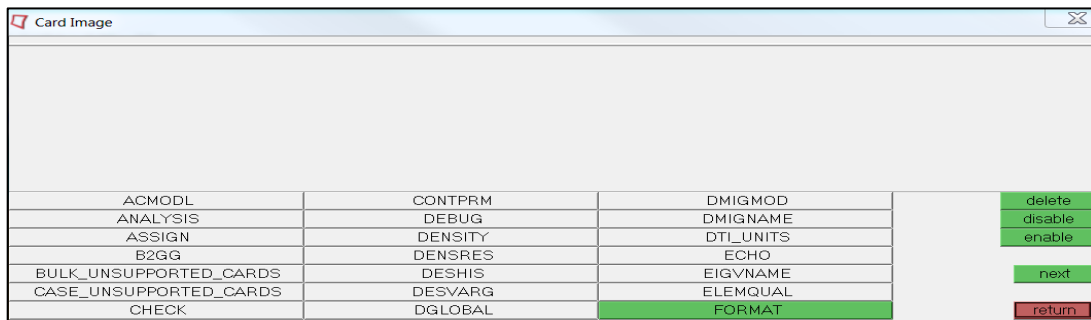 Card Image
ACMODL CONTPRM DMIGMOD delete
ANALYSIS DEBUG DMIGNAME disable
ASSIGN DENSITY DTI_UNITS enable
B2GG DENSRES ECHO
BULK_UNSUPPORTED_CARDS DESHIS EIGVNAME next
CASE_UNSUPPORTED_CARDS DESVARG ELEMQUAL
CHECK DGLOBAL FORMAT return